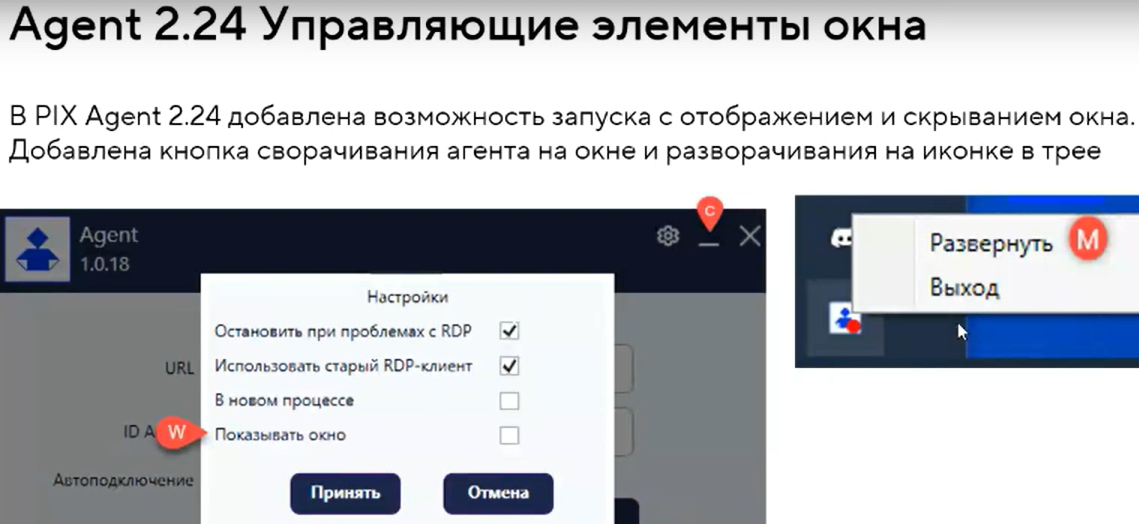 Agent 2.24 Управляющие элементы окна
В PIX Agent 2.24 добавлена возможность запуска с отображением и скрыванием окна.
Добавлена кнопка сворачивания агента на окне и разворачивания на иконке в трее
Agent
1.0.18
C
Настройки
Остановить при проблемах с RDP
URL
Использовать старый RDP-клиент
В новом процессе
ID A
W
Показывать окно
Автоподключение
Принять
Отмена
Развернуть
M
Выход